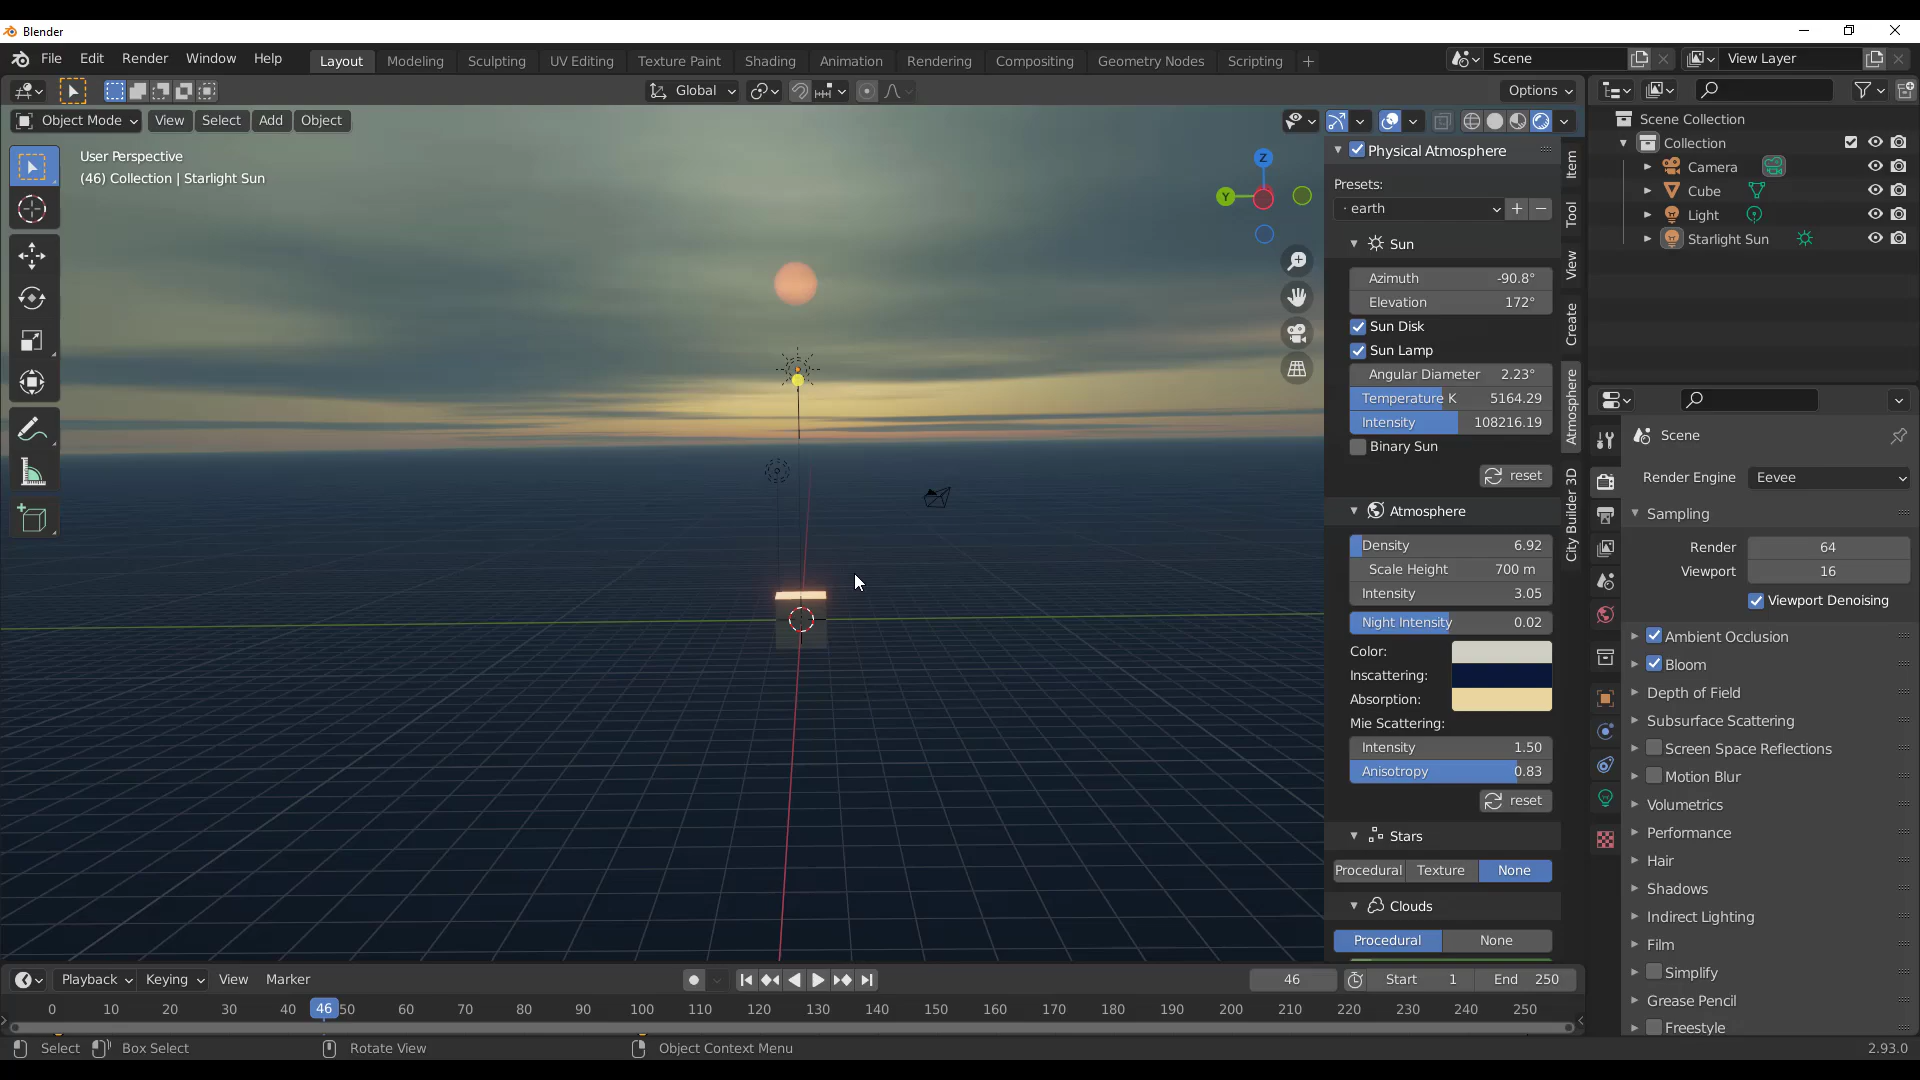 Blender
File Edit Render Window Help Layout Modeling Sculpting UV Editing Texture Paint Shading Animation Rendering Compositing Geometry Nodes Scripting + Scene View Layer
Global Options
Object Mode View Select Add Object
User Perspective
(46) Collection | Starlight Sun
Z
Y
Physical Atmosphere
Presets:
· earth
Sun
Azimuth -90.8°
Elevation 172°
Sun Disk
Sun Lamp
Angular Diameter 2.23°
Temperature K 5164.29
Intensity 108216.19
Binary Sun
reset
Atmosphere
Density 6.92
Scale Height 700 m
Intensity 3.05
Night Intensity 0.02
Color:
Inscattering:
Absorption:
Mie Scattering:
Intensity 1.50
Anisotropy 0.83
reset
Stars
Procedural Texture None
Clouds
Procedural None
Item
Tool
View
Create
Atmosphere
City Builder 3D
Scene Collection
Collection
Camera
Cube
Light
Starlight Sun
Scene
Render Engine Eevee
Sampling
Render 64
Viewport 16
Viewport Denoising
Ambient Occlusion
Bloom
Depth of Field
Subsurface Scattering
Screen Space Reflections
Motion Blur
Volumetrics
Performance
Hair
Shadows
Indirect Lighting
Film
Simplify
Grease Pencil
Freestyle
Playback Keying View Marker 46 Start 1 End 250
0 10 20 30 40 46 50 60 70 80 90 100 110 120 130 140 150 160 170 180 190 200 210 220 230 240 250
Select Box Select Rotate View Object Context Menu 2.93.0